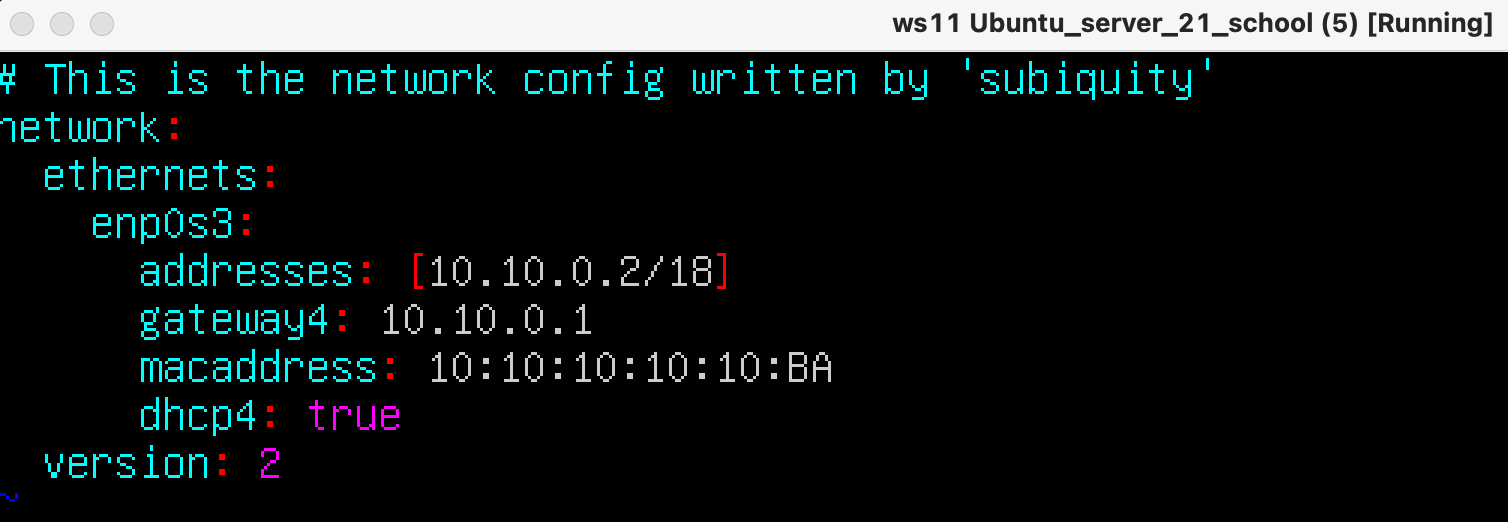 ws11 Ubuntu_server_21_school (5) [Running]
# This is the network config written by 'subiquity'
network:
  ethernets:
    enp0s3:
      addresses: [10.10.0.2/18]
      gateway4: 10.10.0.1
      macaddress: 10:10:10:10:10:BA
      dhcp4: true
  version: 2
~